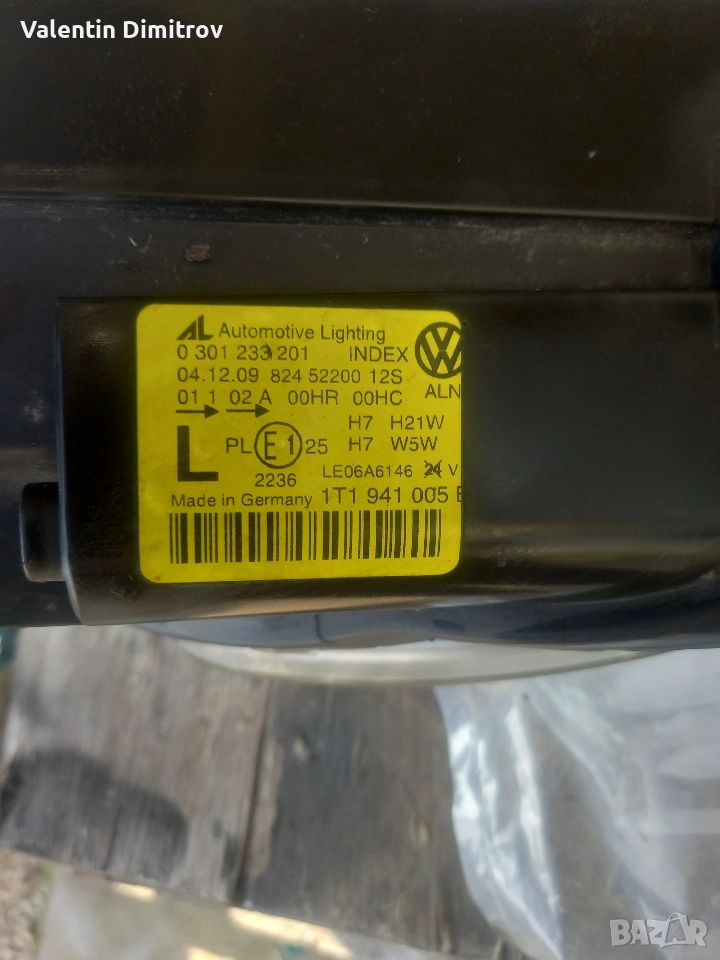 Valentin Dimitrov
AL Automotive Lighting
0 301 233 201 INDEX
04.12.09 824 52200 12S
ALN
01 1 02 A 00HR 00HC
H7 H21W
L PL E1 25 H7 W5W
2236 LE06A6146 24 V
Made in Germany 1T1 941 005
BAZAR